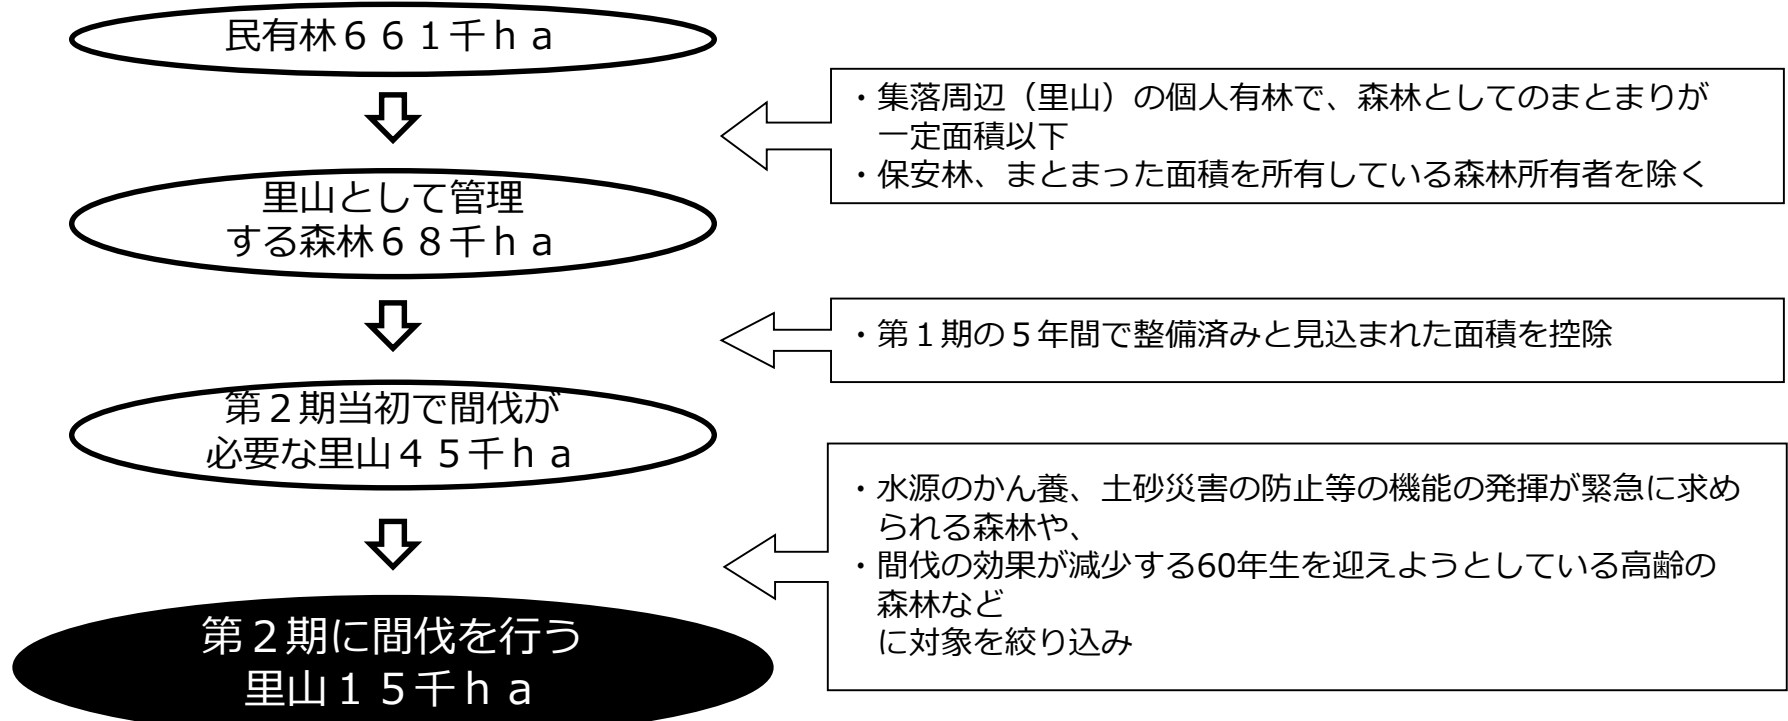 民有林６６１千ｈａ
・集落周辺（里山）の個人有林で、森林としてのまとまりが
一定面積以下
・保安林、まとまった面積を所有している森林所有者を除く
里山として管理
する森林６８千ｈａ
・第１期の５年間で整備済みと見込まれた面積を控除
第２期当初で間伐が
必要な里山４５千ｈａ
・水源のかん養、土砂災害の防止等の機能の発揮が緊急に求め
られる森林や、
・間伐の効果が減少する60年生を迎えようとしている高齢の
森林など
に対象を絞り込み
第２期に間伐を行う
里山１５千ｈａ